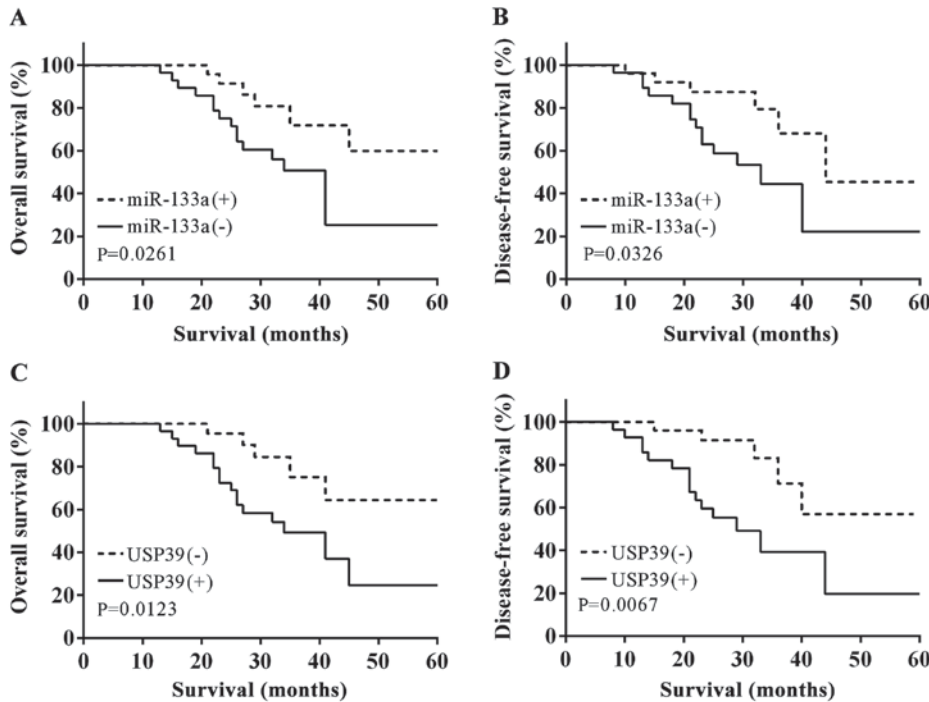 A
Overall survival (%)
100
80
60
40
20
0
miR-133a(+)
miR-133a(-)
P=0.0261
0 10 20 30 40 50 60
Survival (months)
B
Disease-free survival (%)
100
80
60
40
20
0
miR-133a(+)
miR-133a(-)
P=0.0326
0 10 20 30 40 50 60
Survival (months)
C
Overall survival (%)
100
80
60
40
20
0
USP39(-)
USP39(+)
P=0.0123
0 10 20 30 40 50 60
Survival (months)
D
Disease-free survival (%)
100
80
60
40
20
0
USP39(-)
USP39(+)
P=0.0067
0 10 20 30 40 50 60
Survival (months)